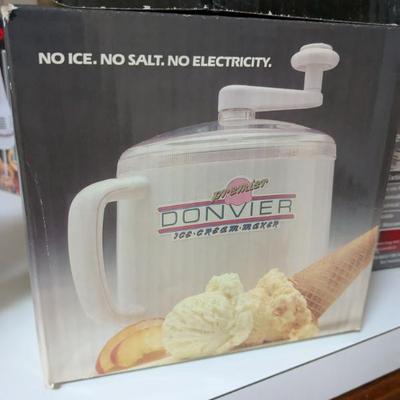 NO ICE. NO SALT. NO ELECTRICITY.
premier
DONVIER
ICE·CREAM·MAKER